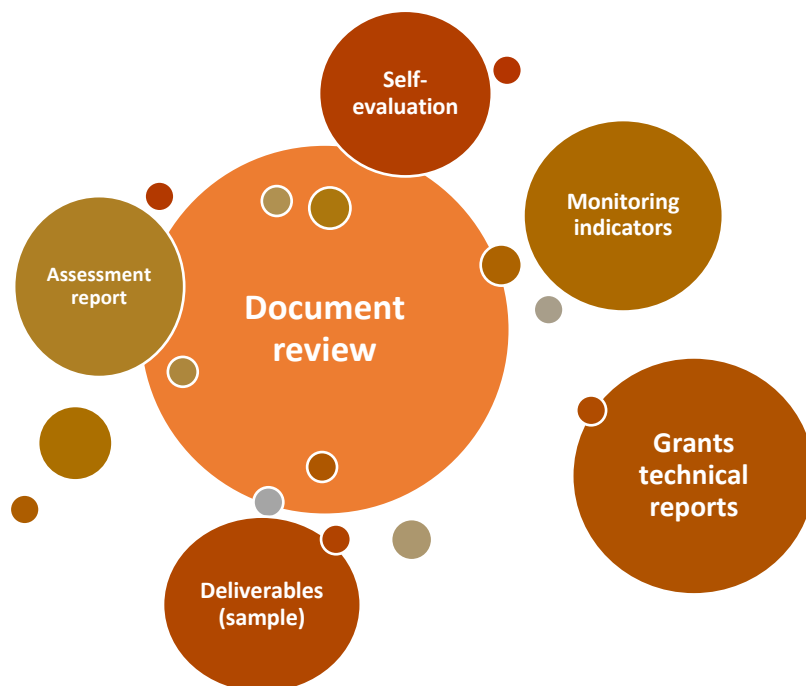 Self-
evaluation
Monitoring
indicators
Assessment
report
Document
review
Grants
technical
reports
Deliverables
(sample)